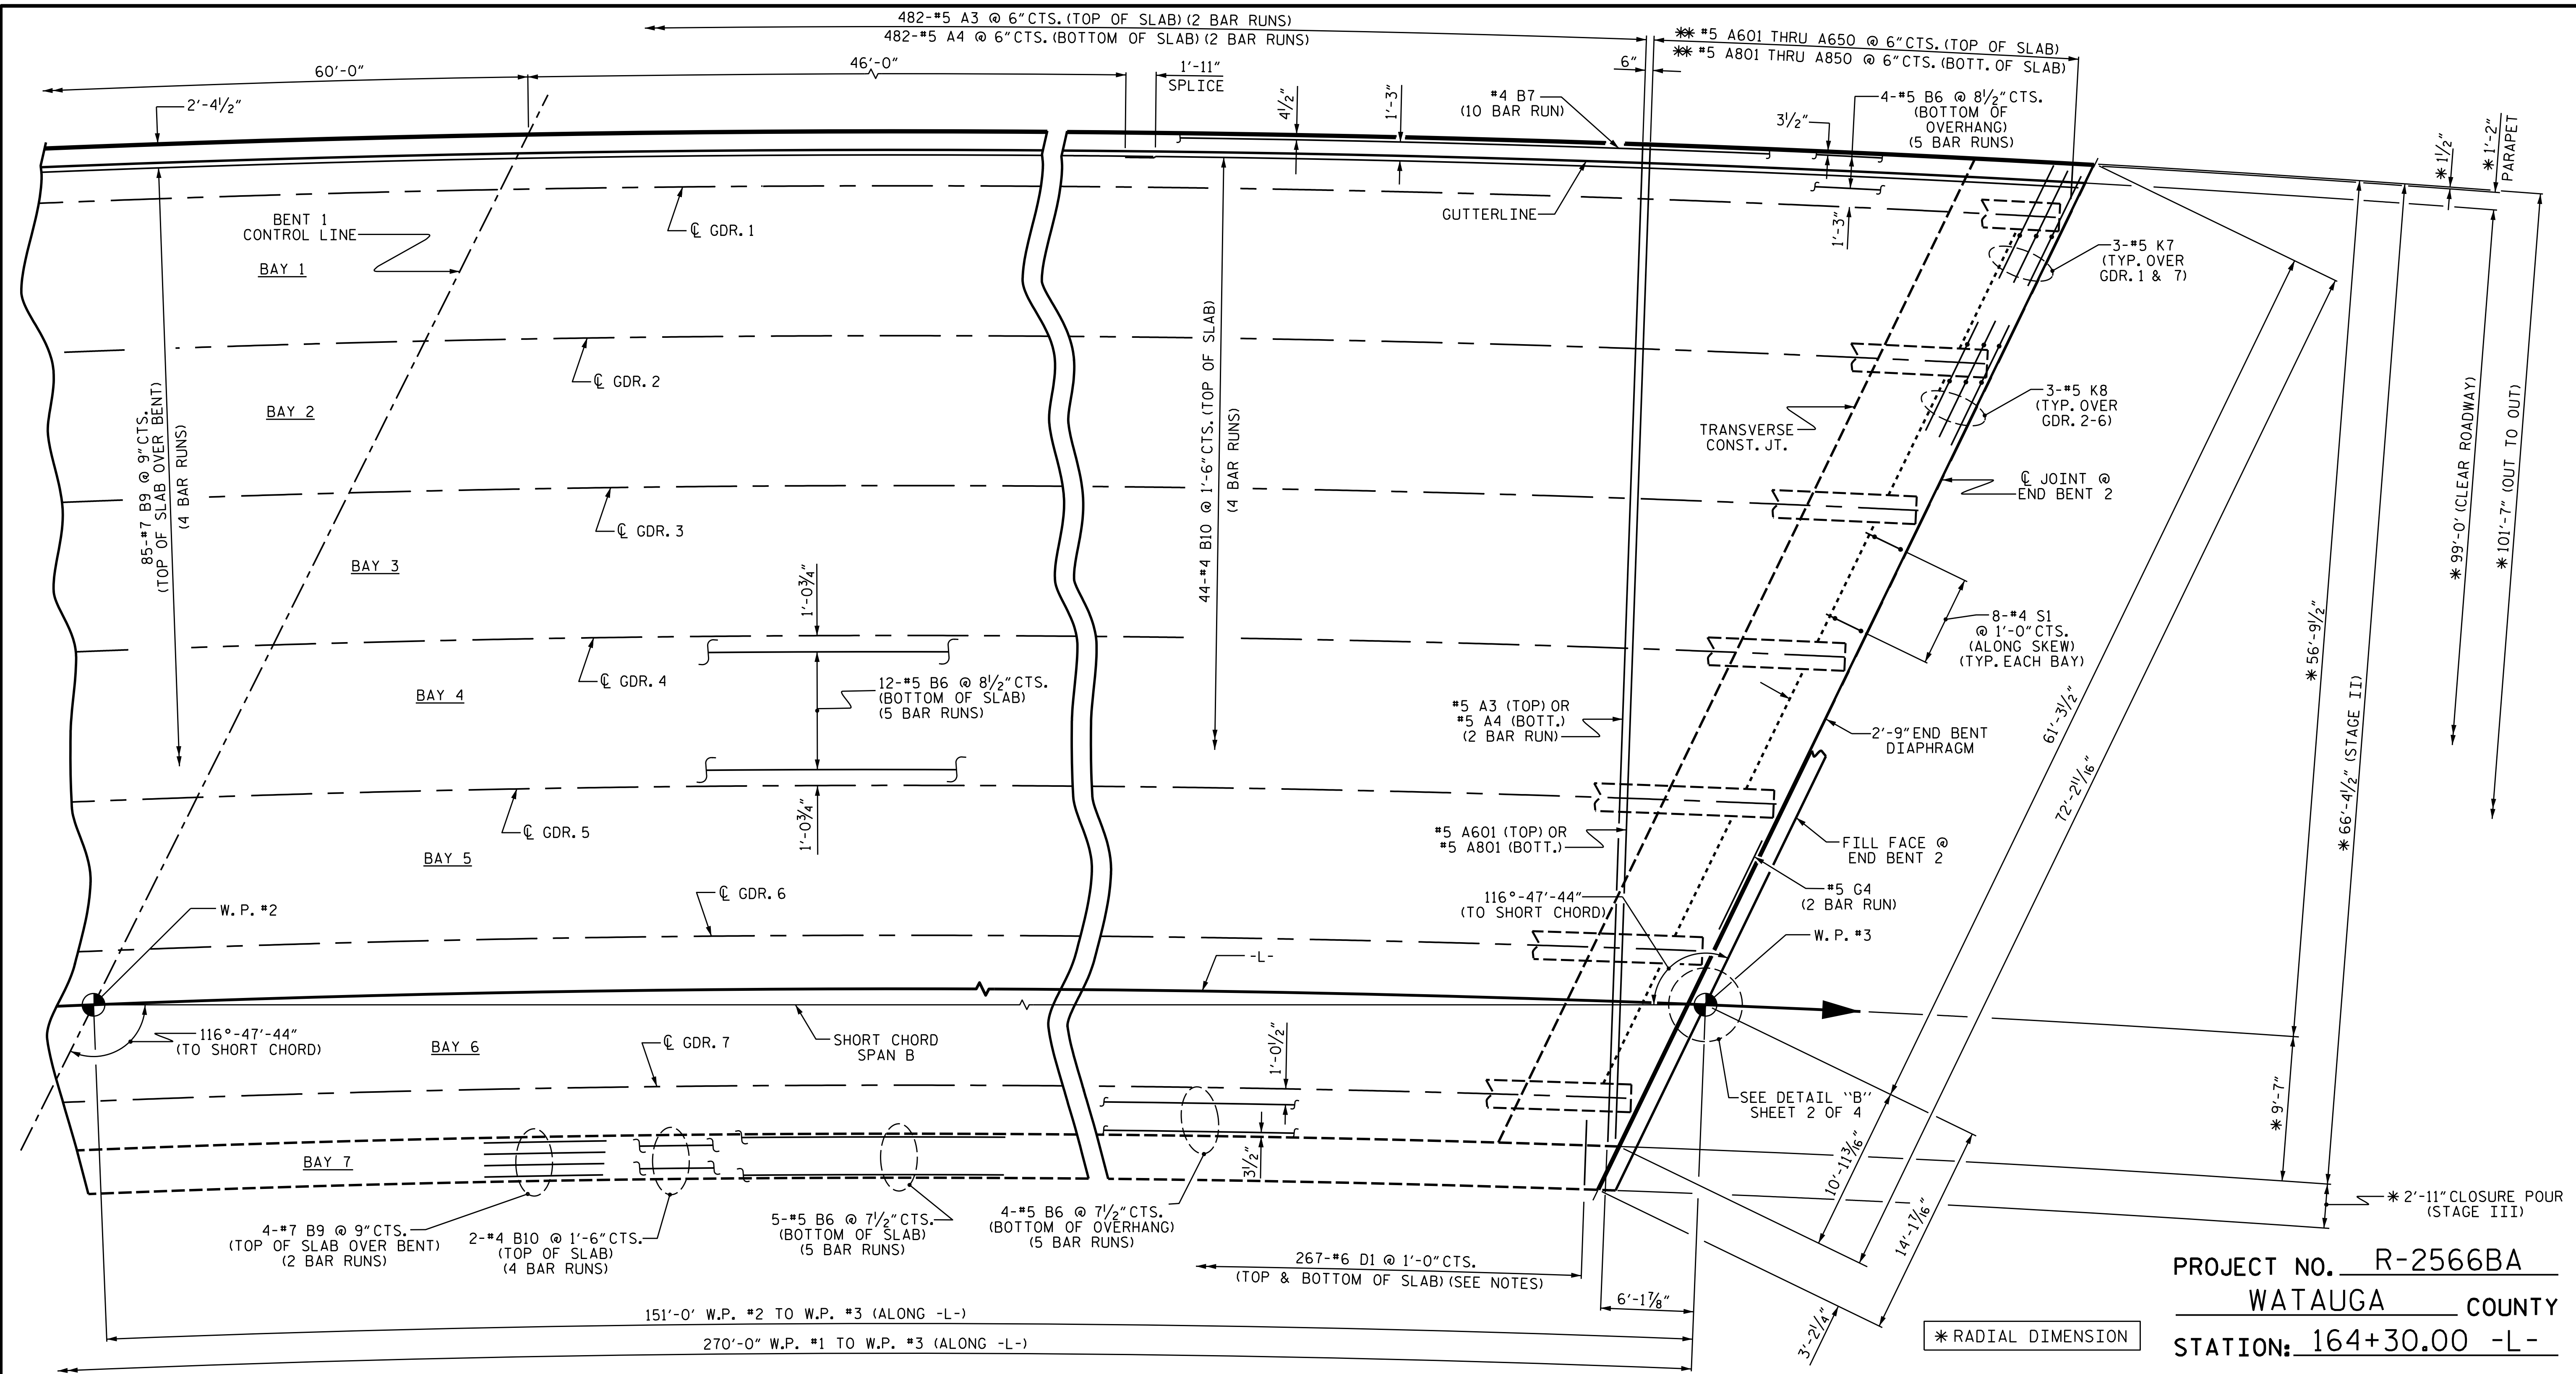 482-#5 A3 @ 6"CTS. (TOP OF SLAB) (2 BAR RUNS)
482-#5 A4 @ 6"CTS. (BOTTOM OF SLAB) (2 BAR RUNS)
** #5 A601 THRU A650 @ 6"CTS. (TOP OF SLAB)
** #5 A801 THRU A850 @ 6"CTS. (BOTT. OF SLAB)
60'-0"
46'-0"
1'-11"
SPLICE
6"
2'-4½"
4½"
1'-3"
#4 B7
(10 BAR RUN)
3½"
4-#5 B6 @ 8½"CTS.
(BOTTOM OF
OVERHANG)
(5 BAR RUNS)
* 1½"
* 1'-2"
PARAPET
BENT 1
CONTROL LINE
BAY 1
℄ GDR. 1
GUTTERLINE
1'-3"
3-#5 K7
(TYP. OVER
GDR. 1 & 7)
85-#7 B9 @ 9"CTS.
(TOP OF SLAB OVER BENT)
(4 BAR RUNS)
BAY 2
℄ GDR. 2
44-#4 B10 @ 1'-6"CTS. (TOP OF SLAB)
(4 BAR RUNS)
TRANSVERSE
CONST. JT.
3-#5 K8
(TYP. OVER
GDR. 2-6)
℄ JOINT @
END BENT 2
* 99'-0' (CLEAR ROADWAY)
* 101'-7" (OUT TO OUT)
BAY 3
℄ GDR. 3
1'-0¾"
8-#4 S1
@ 1'-0"CTS.
(ALONG SKEW)
(TYP. EACH BAY)
* 56'-9½"
* 66'-4½" (STAGE II)
BAY 4
℄ GDR. 4
12-#5 B6 @ 8½"CTS.
(BOTTOM OF SLAB)
(5 BAR RUNS)
#5 A3 (TOP) OR
#5 A4 (BOTT.)
(2 BAR RUN)
2'-9"END BENT
DIAPHRAGM
61'-3½"
72'-2 11/16"
℄ GDR. 5
1'-0¾"
BAY 5
#5 A601 (TOP) OR
#5 A801 (BOTT.)
FILL FACE @
END BENT 2
℄ GDR. 6
116°-47'-44"
(TO SHORT CHORD)
#5 G4
(2 BAR RUN)
W.P. #2
W.P. #3
-L-
116°-47'-44"
(TO SHORT CHORD)
BAY 6
℄ GDR. 7
SHORT CHORD
SPAN B
1'-0½"
SEE DETAIL ``B''
SHEET 2 OF 4
* 9'-7"
BAY 7
3½"
10'-11 13/16"
14'-1 7/16"
* 2'-11"CLOSURE POUR
(STAGE III)
4-#7 B9 @ 9"CTS.
(TOP OF SLAB OVER BENT)
(2 BAR RUNS)
2-#4 B10 @ 1'-6"CTS.
(TOP OF SLAB)
(4 BAR RUNS)
5-#5 B6 @ 7½"CTS.
(BOTTOM OF SLAB)
(5 BAR RUNS)
4-#5 B6 @ 7½"CTS.
(BOTTOM OF OVERHANG)
(5 BAR RUNS)
267-#6 D1 @ 1'-0"CTS.
(TOP & BOTTOM OF SLAB) (SEE NOTES)
6'-1⅞"
3'-2¼"
151'-0' W.P. #2 TO W.P. #3 (ALONG -L-)
270'-0" W.P. #1 TO W.P. #3 (ALONG -L-)
* RADIAL DIMENSION
PROJECT NO. R-2566BA
WATAUGA COUNTY
STATION: 164+30.00 -L-